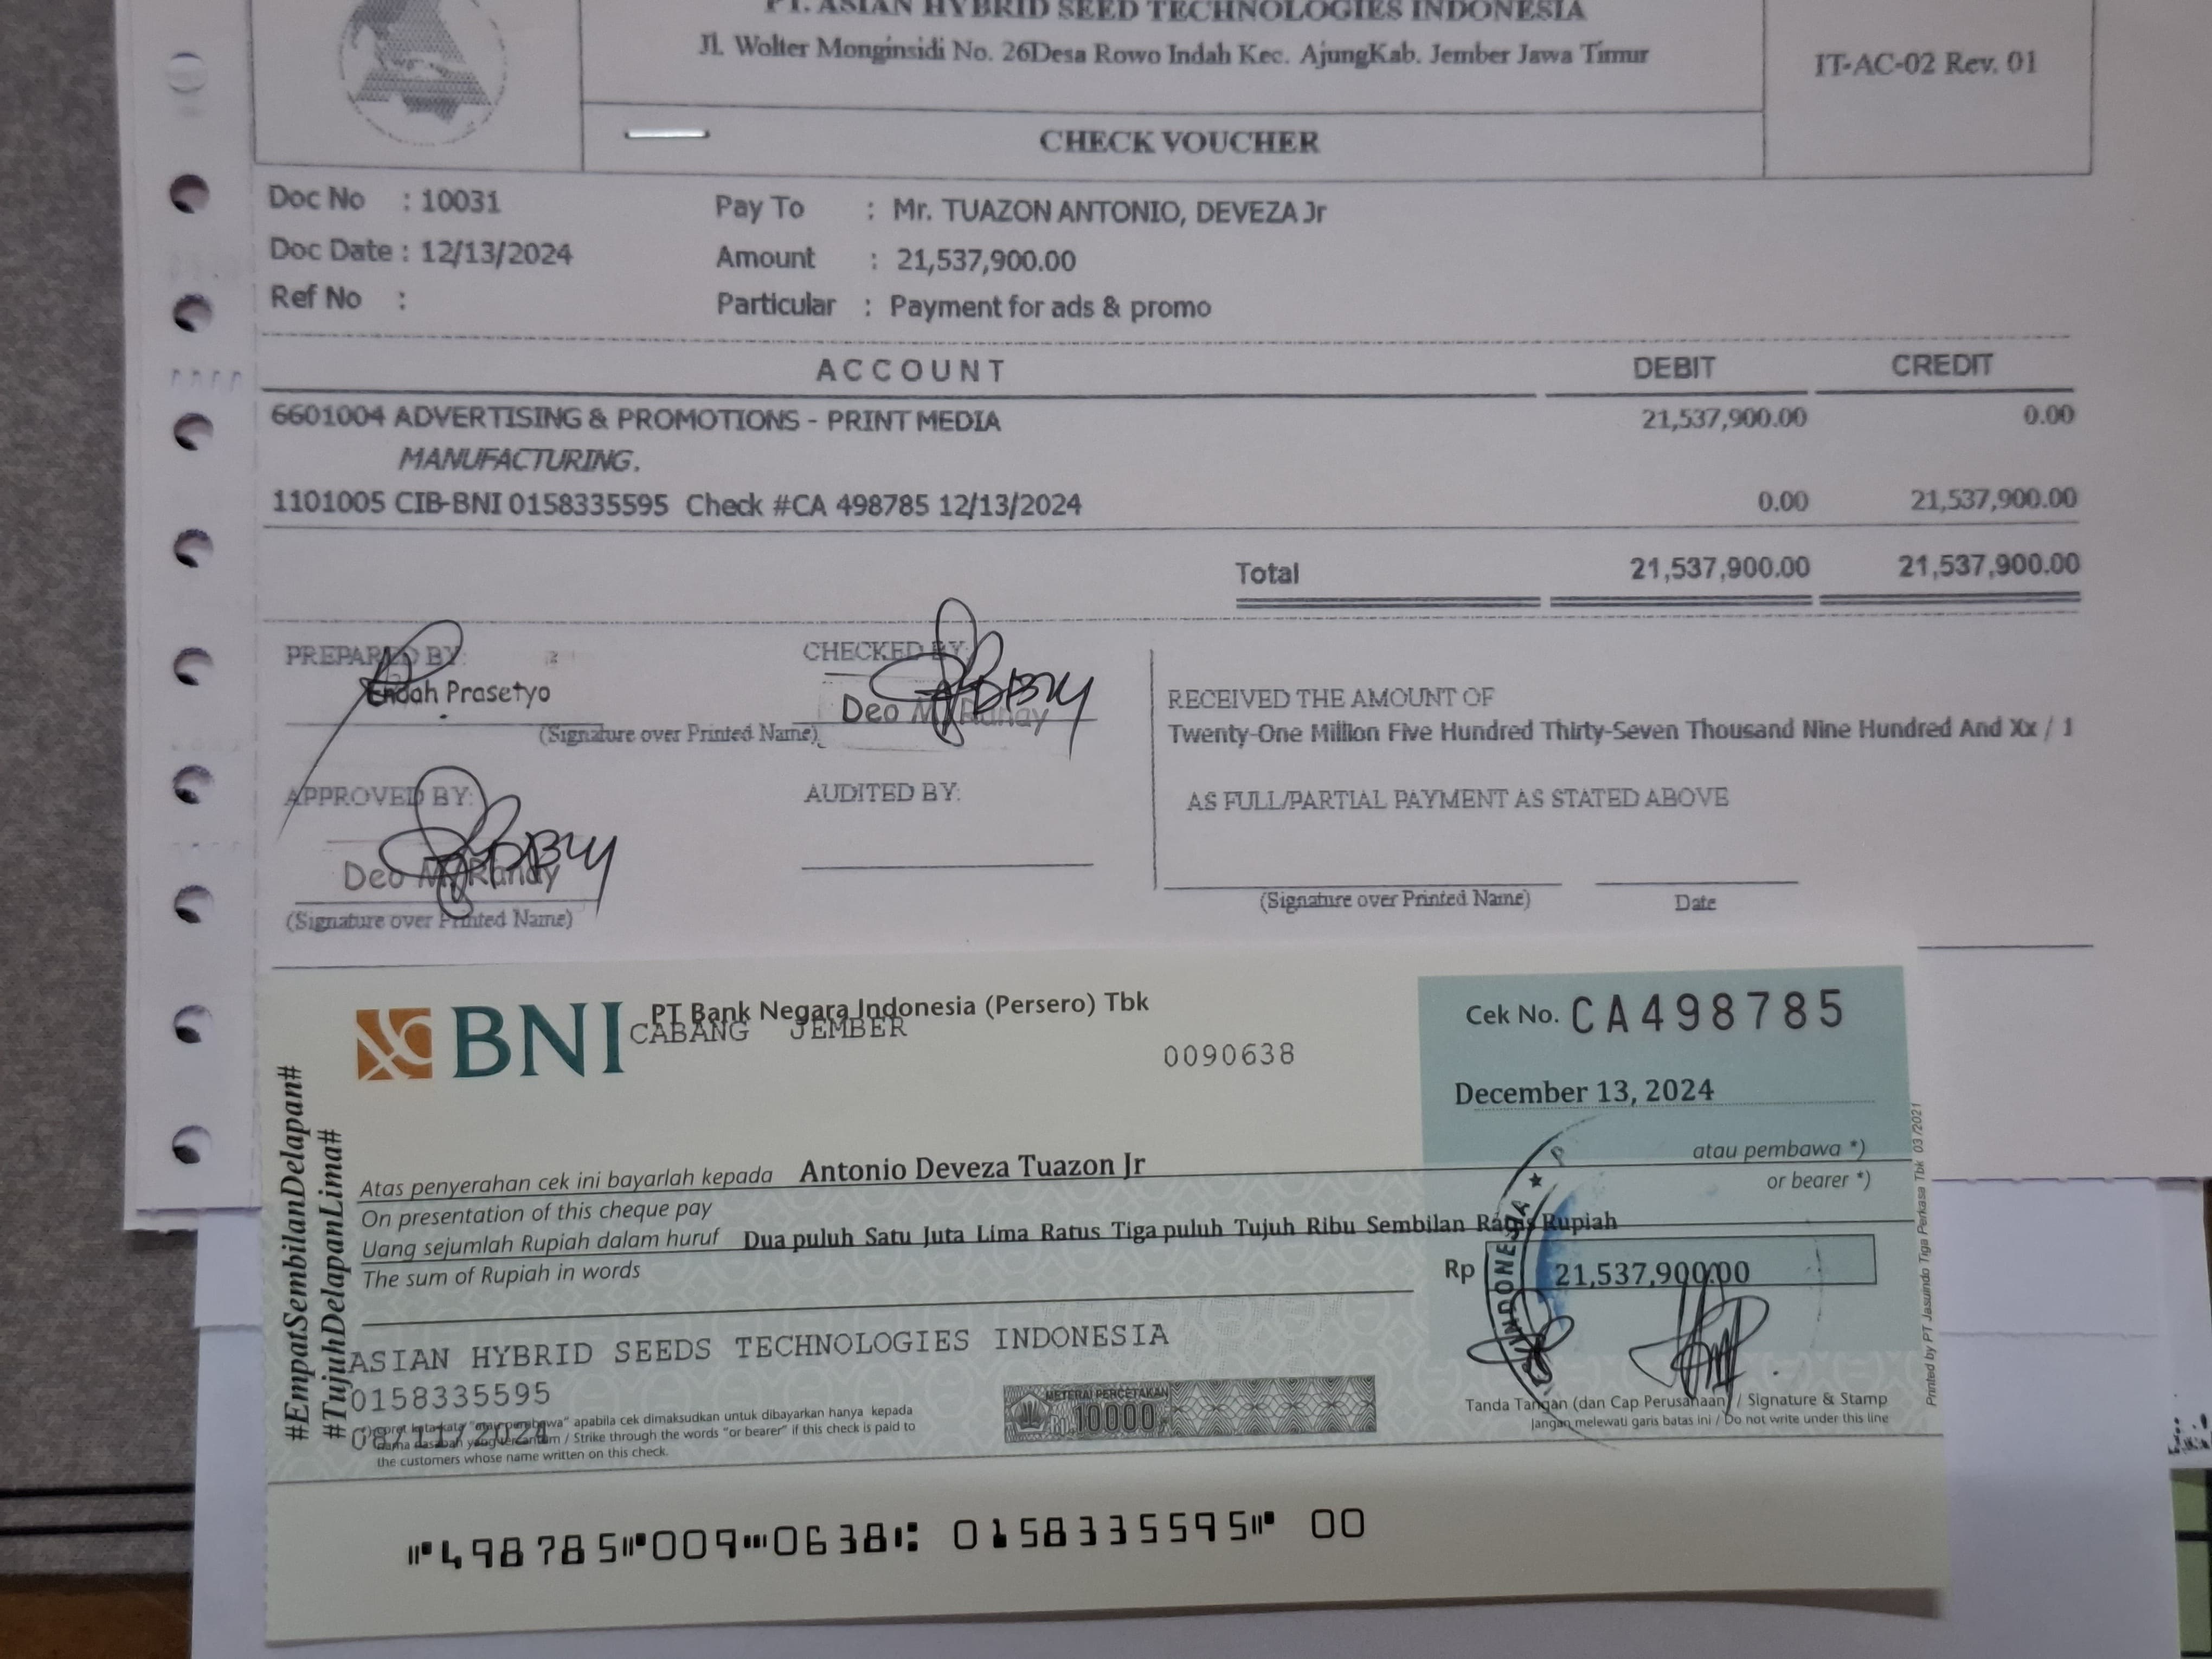 PT. ASIAN HYBRID SEED TECHNOLOGIES INDONESIA
Jl. Wolter Monginsidi No. 26Desa Rowo Indah Kec. AjungKab. Jember Jawa Timur
IT-AC-02 Rev. 01
CHECK VOUCHER
Doc No : 10031
Pay To : Mr. TUAZON ANTONIO, DEVEZA Jr
Doc Date : 12/13/2024
Amount : 21,537,900.00
Ref No :
Particular : Payment for ads & promo
ACCOUNT DEBIT CREDIT
6601004 ADVERTISING & PROMOTIONS - PRINT MEDIA 21,537,900.00 0.00
MANUFACTURING.
1101005 CIB-BNI 0158335595 Check #CA 498785 12/13/2024 0.00 21,537,900.00
Total 21,537,900.00 21,537,900.00
PREPARED BY:
Endah Prasetyo
(Signature over Printed Name)
CHECKED BY:
Deo M. Randy
APPROVED BY:
Deo M. Randy
(Signature over Printed Name)
AUDITED BY:
RECEIVED THE AMOUNT OF
Twenty-One Million Five Hundred Thirty-Seven Thousand Nine Hundred And Xx / 1
AS FULL/PARTIAL PAYMENT AS STATED ABOVE
(Signature over Printed Name) Date
BNI PT Bank Negara Indonesia (Persero) Tbk
CABANG JEMBER
0090638
Cek No. CA498785
December 13, 2024
Atas penyerahan cek ini bayarlah kepada Antonio Deveza Tuazon Jr atau pembawa *)
On presentation of this cheque pay or bearer *)
Uang sejumlah Rupiah dalam huruf Dua puluh Satu Juta Lima Ratus Tiga puluh Tujuh Ribu Sembilan Ratus Rupiah
The sum of Rupiah in words
Rp 21,537,900.00
INDONESIA
#EmpatSembilanDelapan#
#TujuhDelapanLima#
ASIAN HYBRID SEEDS TECHNOLOGIES INDONESIA
0158335595
08/11/2024
*) Coret kata-kata "atau pembawa" apabila cek dimaksudkan untuk dibayarkan hanya kepada
nama nasabah yang tercantum / Strike through the words "or bearer" if this check is paid to
the customers whose name written on this check.
METERAI PERCETAKAN
Rp. 10000
Tanda Tangan (dan Cap Perusahaan) / Signature & Stamp
Jangan melewati garis batas ini / Do not write under this line
Printed by PT Jasuindo Tiga Perkasa Tbk 03/2021
498785 009 0638 0158335595 00